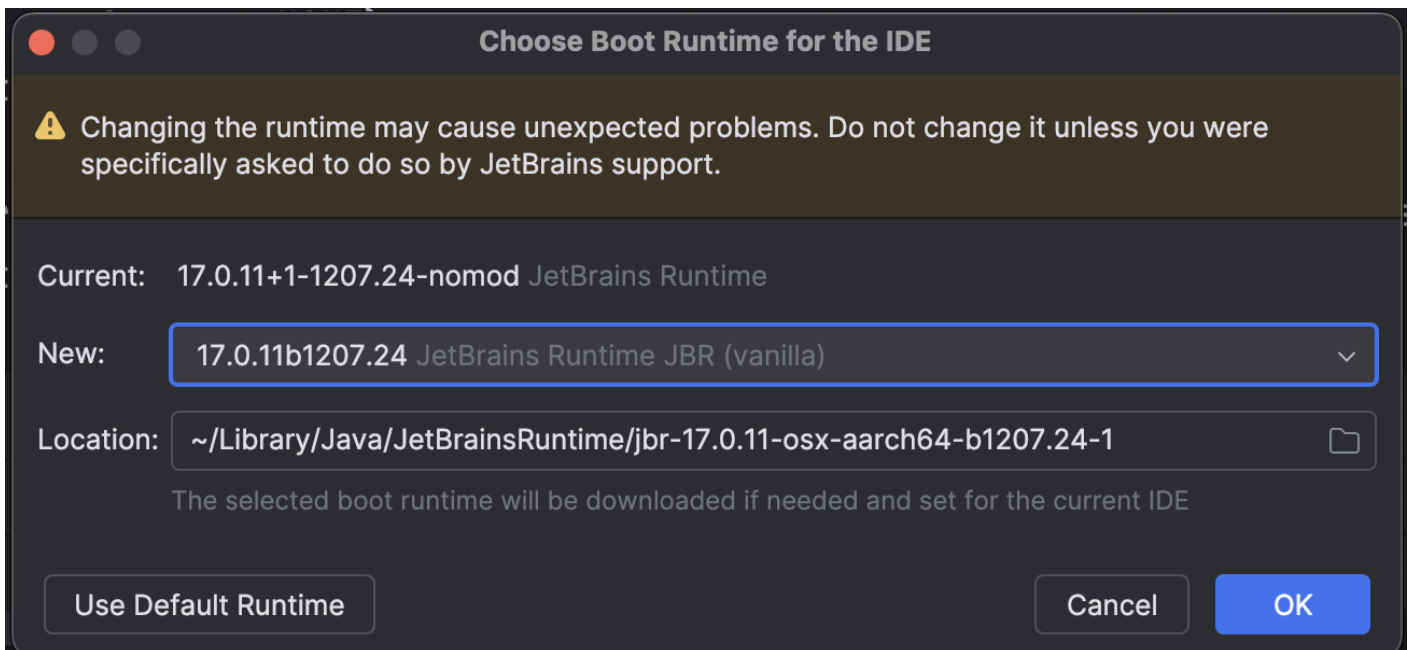 Choose Boot Runtime for the IDE
Changing the runtime may cause unexpected problems. Do not change it unless you were
specifically asked to do so by JetBrains support.
Current: 17.0.11+1-1207.24-nomod JetBrains Runtime
New: 17.0.11b1207.24 JetBrains Runtime JBR (vanilla)
Location: ~/Library/Java/JetBrainsRuntime/jbr-17.0.11-osx-aarch64-b1207.24-1
The selected boot runtime will be downloaded if needed and set for the current IDE
Use Default Runtime Cancel OK